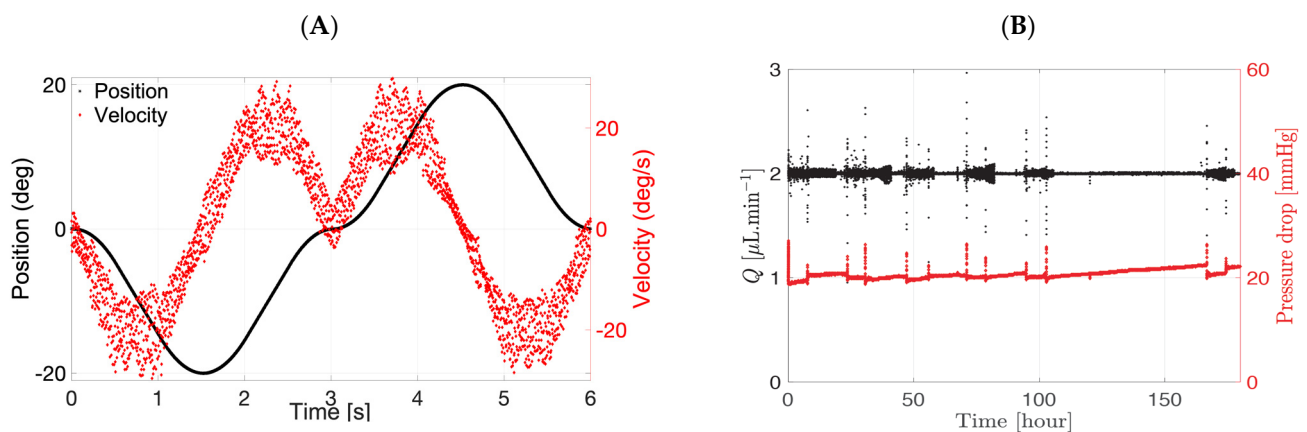 (A)
(B)
Position
Velocity
Position (deg)
20
0
-20
0 1 2 3 4 5 6
Time [s]
20
0
-20
Velocity (deg/s)
Q [μL.min⁻¹]
3
2
1
0
0 50 100 150
Time [hour]
60
40
20
0
Pressure drop [mmHg]